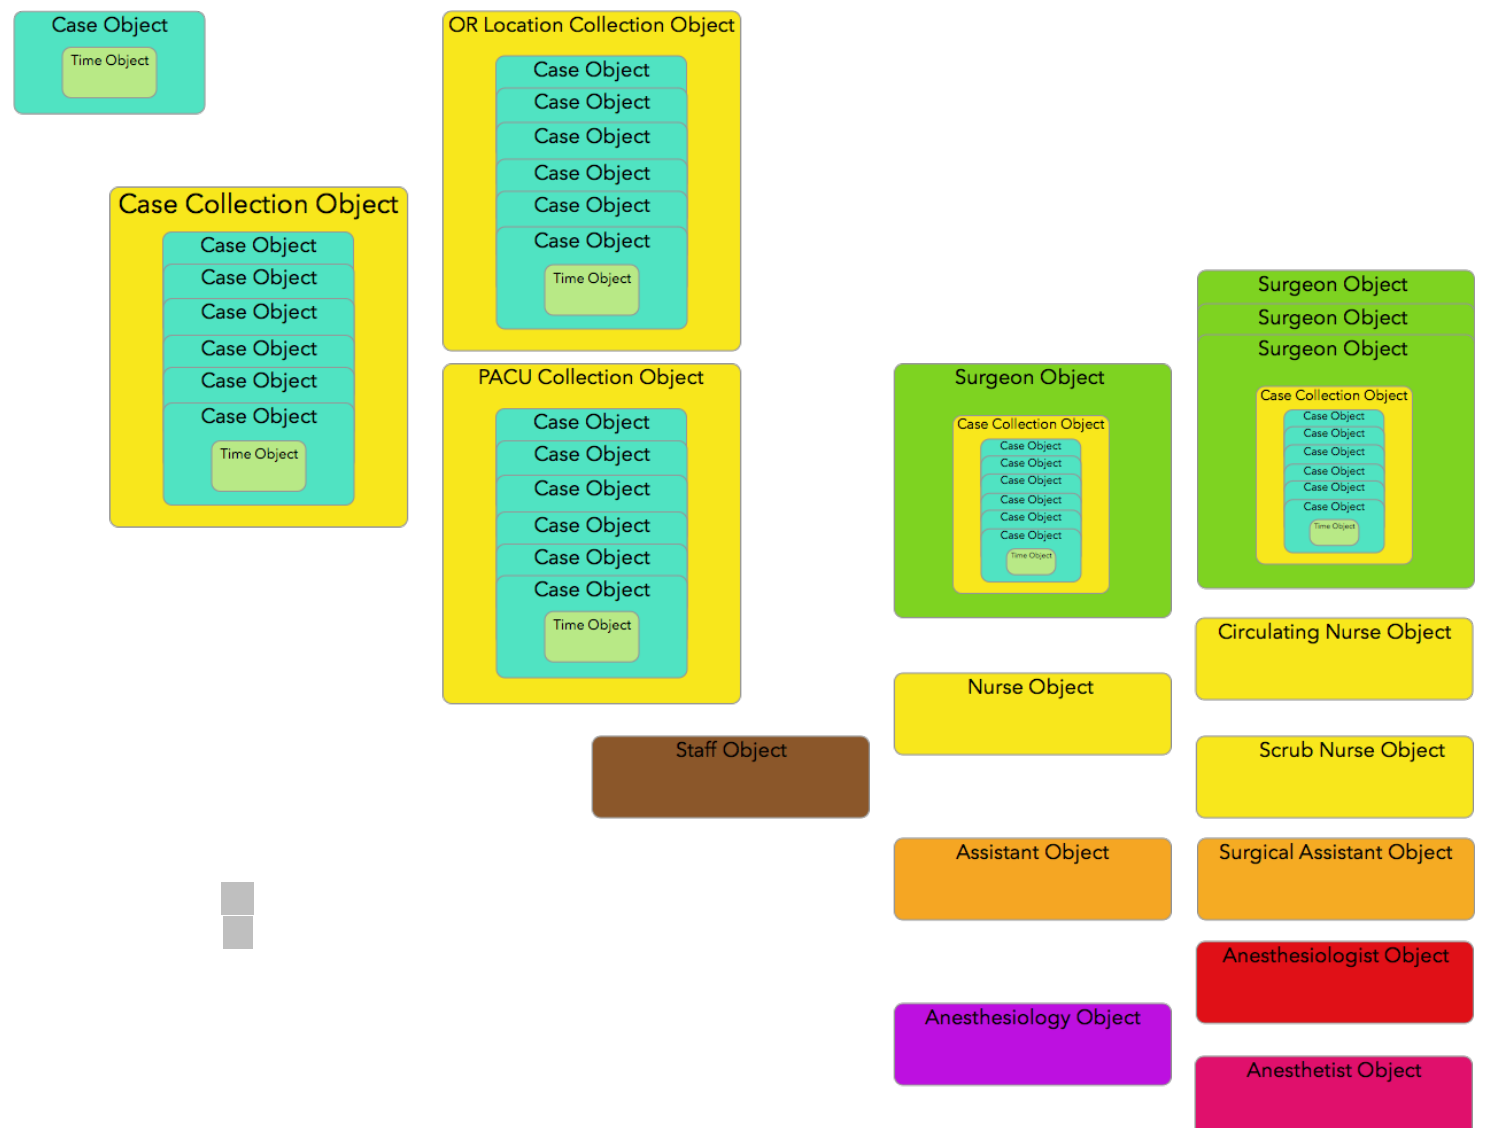 Case Object
Time Object
Case Collection Object
Case Object
Case Object
Case Object
Case Object
Case Object
Case Object
Time Object
OR Location Collection Object
Case Object
Case Object
Case Object
Case Object
Case Object
Case Object
Time Object
PACU Collection Object
Case Object
Case Object
Case Object
Case Object
Case Object
Case Object
Time Object
Staff Object
Surgeon Object
Case Collection Object
Case Object
Case Object
Case Object
Case Object
Case Object
Case Object
Time Object
Nurse Object
Assistant Object
Anesthesiology Object
Surgeon Object
Surgeon Object
Surgeon Object
Case Collection Object
Case Object
Case Object
Case Object
Case Object
Case Object
Case Object
Time Object
Circulating Nurse Object
Scrub Nurse Object
Surgical Assistant Object
Anesthesiologist Object
Anesthetist Object